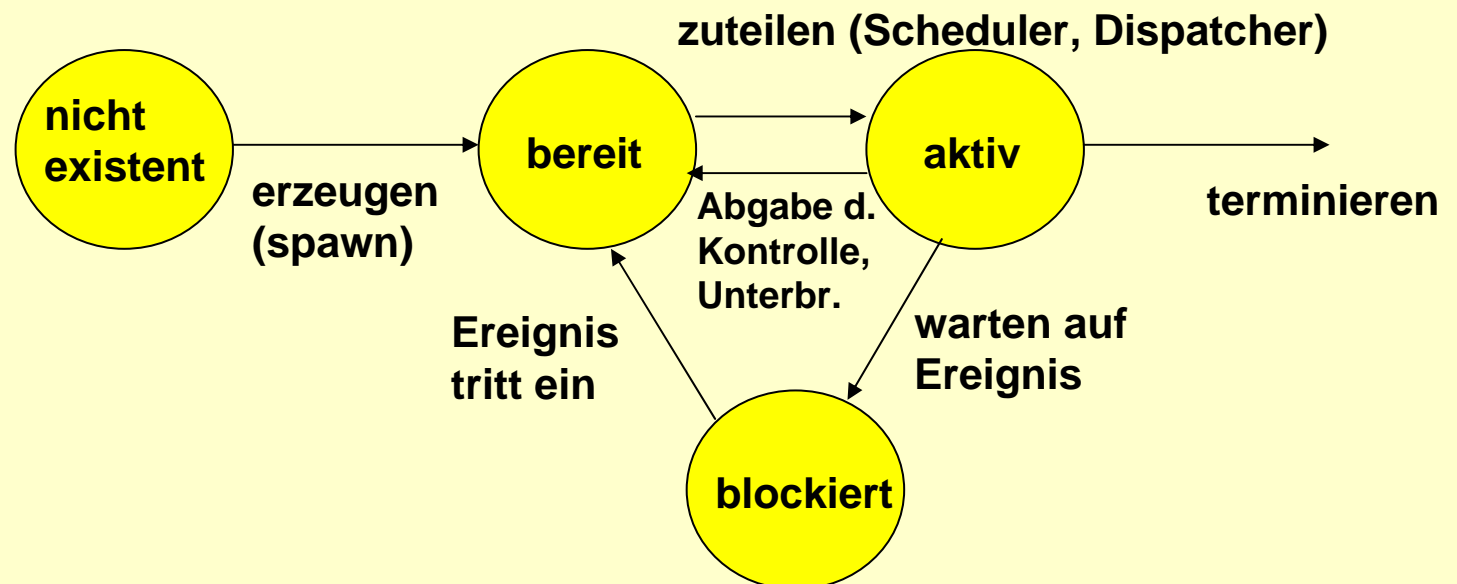 zuteilen (Scheduler, Dispatcher)
nicht
existent
bereit
aktiv
erzeugen
(spawn)
Abgabe d.
Kontrolle,
Unterbr.
terminieren
Ereignis
tritt ein
warten auf
Ereignis
blockiert